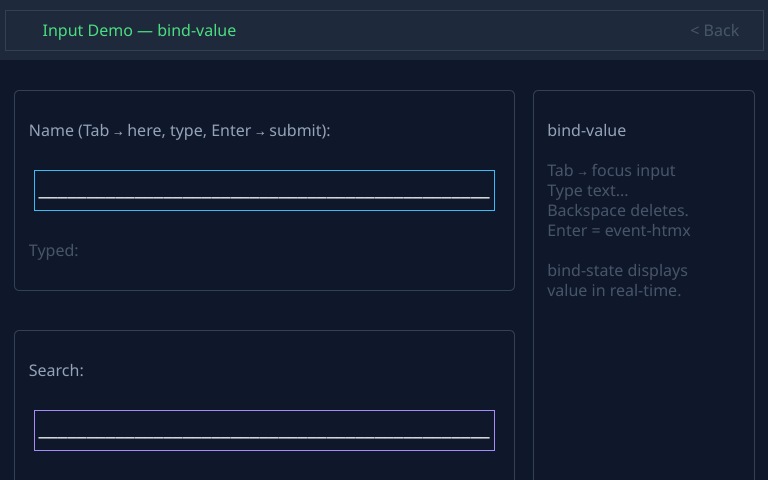 Input Demo — bind-value
< Back
Name (Tab → here, type, Enter → submit):
Typed:
Search:
bind-value
Tab → focus input
Type text...
Backspace deletes.
Enter = event-htmx
bind-state displays
value in real-time.